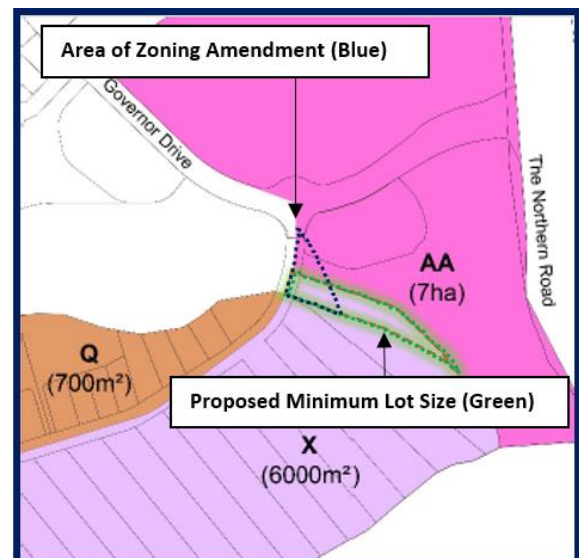 Area of Zoning Amendment (Blue)
Governor Drive
The Northern Road
AA
(7ha)
Q
(700m²)
Proposed Minimum Lot Size (Green)
X
(6000m²)